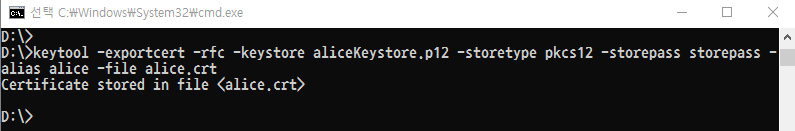 선택 C:₩Windows₩System32₩cmd.exe
D:\>
D:\>keytool -exportcert -rfc -keystore aliceKeystore.p12 -storetype pkcs12 -storepass storepass -
alias alice -file alice.crt
Certificate stored in file <alice.crt>
D:\>